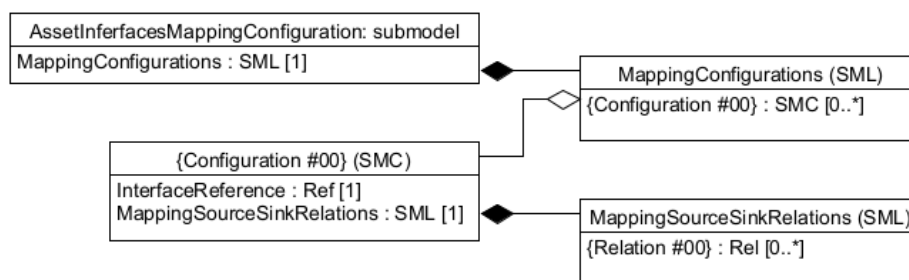 AssetInferfacesMappingConfiguration: submodel
MappingConfigurations : SML [1]
MappingConfigurations (SML)
{Configuration #00} : SMC [0..*]
{Configuration #00} (SMC)
InterfaceReference : Ref [1]
MappingSourceSinkRelations : SML [1]
MappingSourceSinkRelations (SML)
{Relation #00} : Rel [0..*]